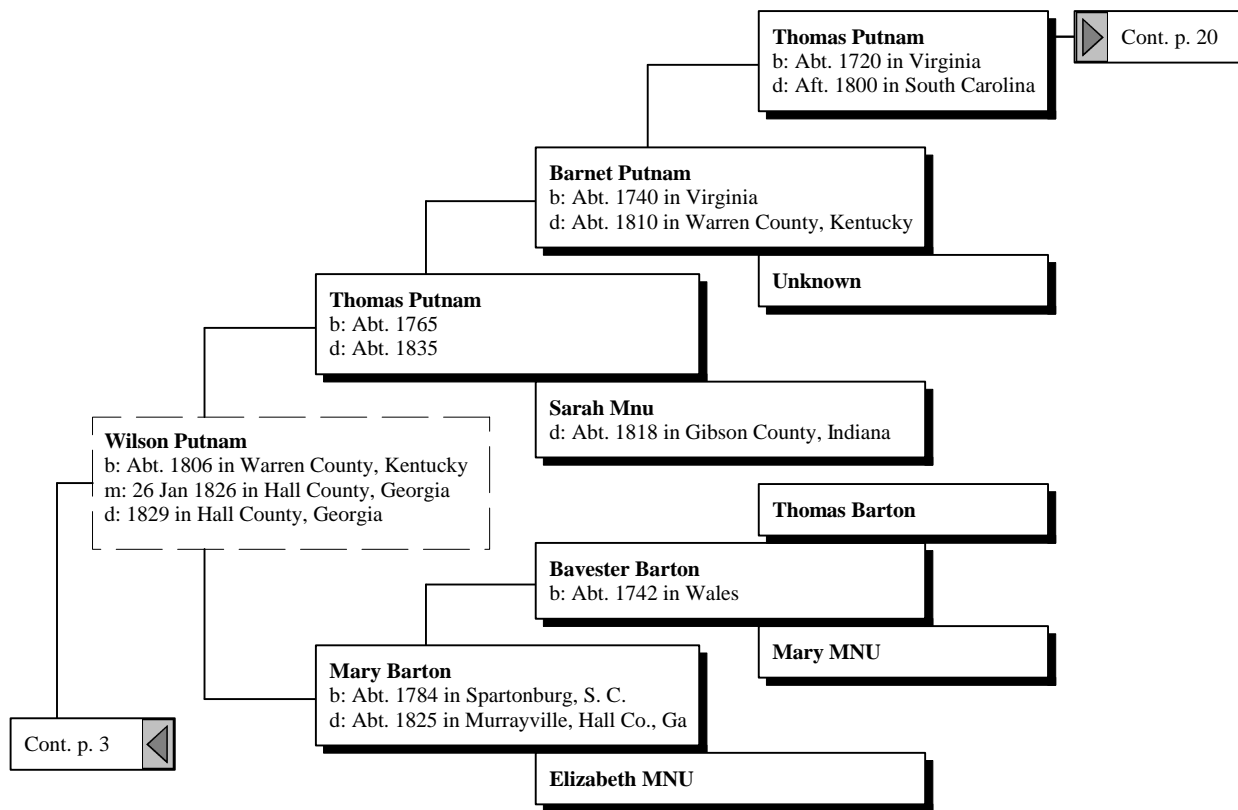 Thomas Putnam
b: Abt. 1720 in Virginia
d: Aft. 1800 in South Carolina
Cont. p. 20
Barnet Putnam
b: Abt. 1740 in Virginia
d: Abt. 1810 in Warren County, Kentucky
Unknown
Thomas Putnam
b: Abt. 1765
d: Abt. 1835
Sarah Mnu
d: Abt. 1818 in Gibson County, Indiana
Wilson Putnam
b: Abt. 1806 in Warren County, Kentucky
m: 26 Jan 1826 in Hall County, Georgia
d: 1829 in Hall County, Georgia
Thomas Barton
Bavester Barton
b: Abt. 1742 in Wales
Mary MNU
Mary Barton
b: Abt. 1784 in Spartonburg, S. C.
d: Abt. 1825 in Murrayville, Hall Co., Ga
Cont. p. 3
Elizabeth MNU